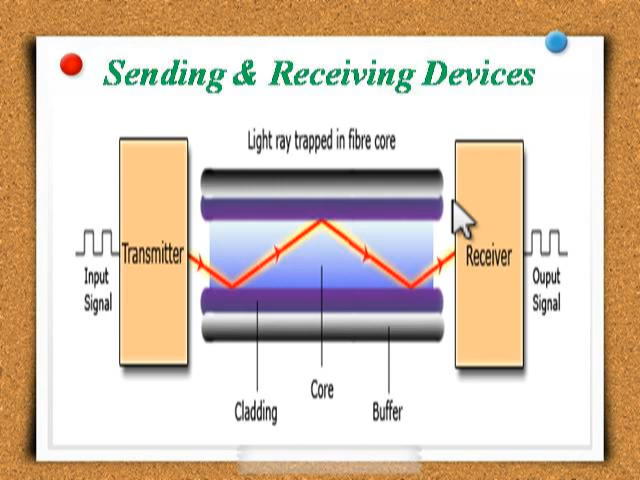 Sending & Receiving Devices
Light ray trapped in fibre core
Transmitter
Receiver
Input
Signal
Ouput
Signal
Core
Cladding
Buffer